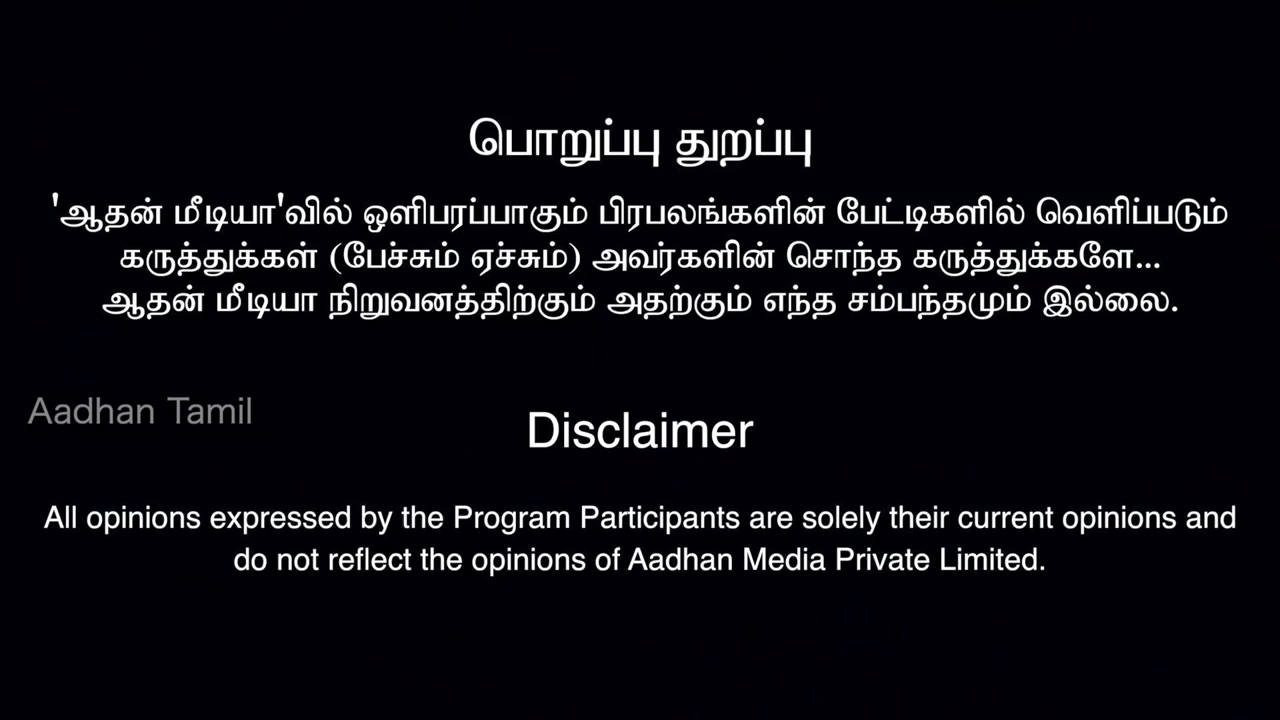 பொறுப்பு துறப்பு
'ஆதன் மீடியா'வில் ஒளிபரப்பாகும் பிரபலங்களின் பேட்டிகளில் வெளிப்படும்
கருத்துக்கள் (பேச்சும் ஏச்சும்) அவர்களின் சொந்த கருத்துக்களே...
ஆதன் மீடியா நிறுவனத்திற்கும் அதற்கும் எந்த சம்பந்தமும் இல்லை.
Aadhan Tamil
Disclaimer
All opinions expressed by the Program Participants are solely their current opinions and
do not reflect the opinions of Aadhan Media Private Limited.